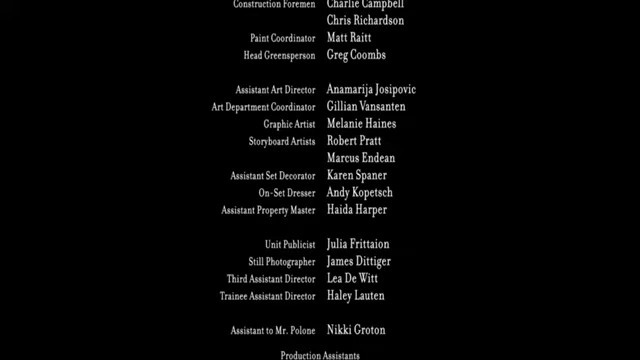 Construction Foremen Charlie Campbell
Chris Richardson
Paint Coordinator Matt Raitt
Head Greensperson Greg Coombs
Assistant Art Director Anamarija Josipovic
Art Department Coordinator Gillian Vansanten
Graphic Artist Melanie Haines
Storyboard Artists Robert Pratt
Marcus Endean
Assistant Set Decorator Karen Spaner
On-Set Dresser Andy Kopetsch
Assistant Property Master Haida Harper
Unit Publicist Julia Frittaion
Still Photographer James Dittiger
Third Assistant Director Lea De Witt
Trainee Assistant Director Haley Lauten
Assistant to Mr. Polone Nikki Groton
Production Assistants